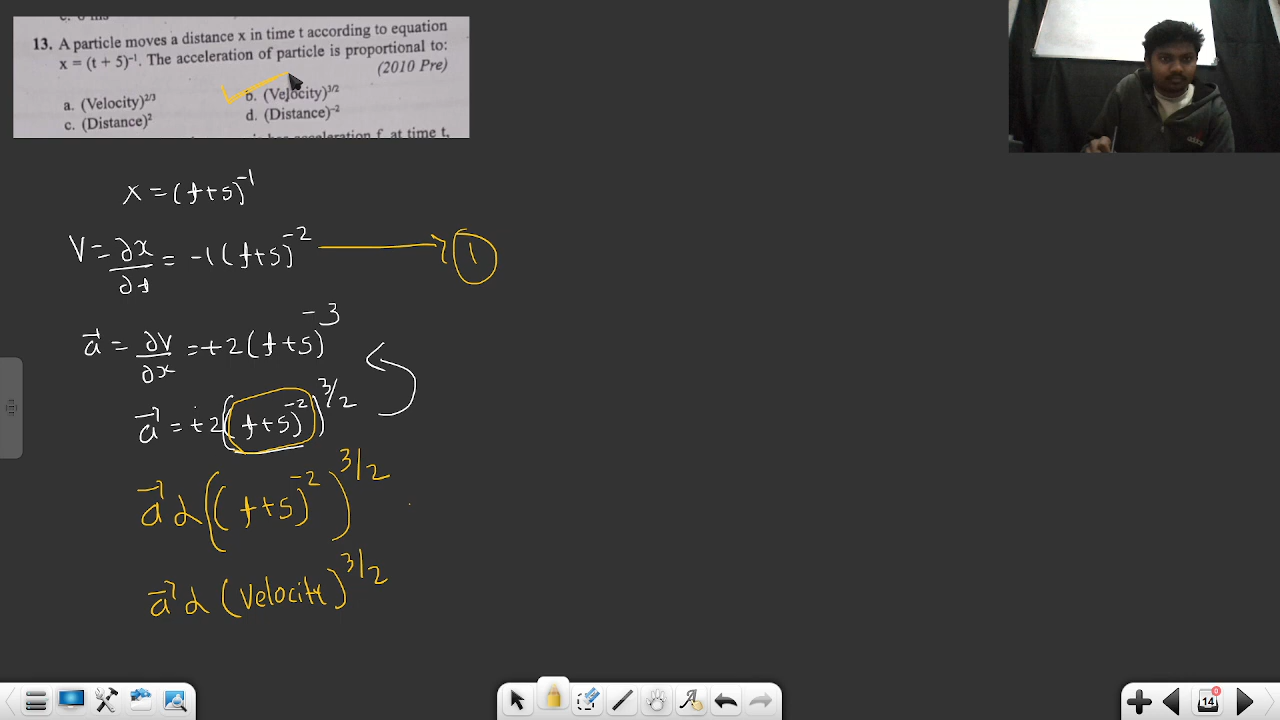 13. A particle moves a distance x in time t according to equation
x = (t + 5)⁻¹. The acceleration of particle is proportional to:
(2010 Pre)
a. (Velocity)^2/3
b. (Velocity)^3/2
c. (Distance)²
d. (Distance)⁻²
x = (t+5)^-1
V = ∂x/∂t = -1(t+5)^-2
1
a⃗ = ∂V/∂x = +2(t+5)^-3
a⃗ = +2((t+5)^-2)^3/2
a⃗ α ((t+5)^-2)^3/2
a⃗ α (Velocity)^3/2
14